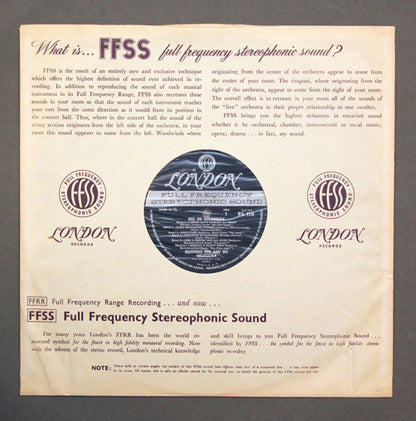 What is... FFSS full frequency stereophonic sound?
FFSS is the result of an entirely new and exclusive technique
which offers the highest definition of sound ever achieved in re-
cording. In addition to reproducing the sound of each musical
instrument in its Full Frequency Range, FFSS also recreates these
sounds in your room so that the sound of each instrument reaches
your ears from the same direction as it would from its position in
the concert hall. Thus, where in the concert hall the sound of the
string section originates from the left side of the orchestra, in your
room this sound appears to come from the left. Woodwinds where
originating from the center of the orchestra appear to come from
the center of your room. The timpani, where originating from the
right of the orchestra, appear to come from the right of your room.
The overall effect is to recreate in your room all of the sounds of
the "live" orchestra in their proper relationship to one another.
FFSS brings you the highest definition in recorded sound
whether it be orchestral, chamber, instrumental or vocal music;
opera; drama . . . in fact, any sound.
FULL FREQUENCY
FFSS
STEREOPHONIC SOUND
LONDON
RECORDS
LONDON
FULL FREQUENCY
STEREOPHONIC SOUND
FULL FREQUENCY
FFSS
STEREOPHONIC SOUND
LONDON
RECORDS
FFRR Full Frequency Range Recording . . . and now . . .
FFSS Full Frequency Stereophonic Sound
For many years London's FFRR has been the world re-
nowned symbol for the finest in high fidelity monaural recording.
Now with the advent of the stereo record, London's technical knowledge
and skill brings to you Full Frequency Stereophonic Sound . . .
identified by FFSS . . . the symbol for the finest in high fidelity stereo-
phonic recording.
NOTE: